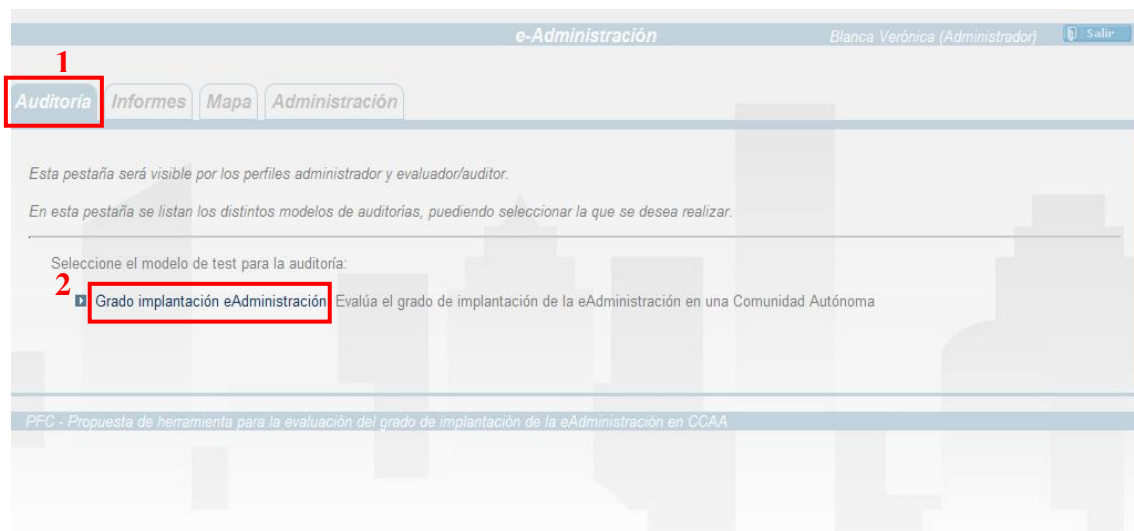 e-Administración Blanca Verónica (Administrador) Salir
1
Auditoría Informes Mapa Administración
Esta pestaña será visible por los perfiles administrador y evaluador/auditor.
En esta pestaña se listan los distintos modelos de auditorías, puediendo seleccionar la que se desea realizar.
Seleccione el modelo de test para la auditoría:
2 Grado implantación eAdministración Evalúa el grado de implantación de la eAdministración en una Comunidad Autónoma
PFC - Propuesta de herramienta para la evaluación del grado de implantación de la eAdministración en CCAA